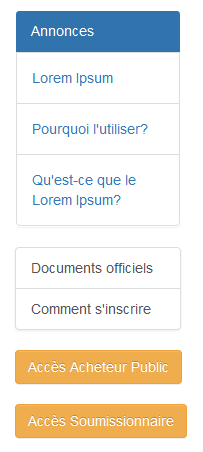 Annonces
Lorem Ipsum
Pourquoi l'utiliser?
Qu'est-ce que le
Lorem Ipsum?
Documents officiels
Comment s'inscrire
Accès Acheteur Public
Accès Soumissionnaire